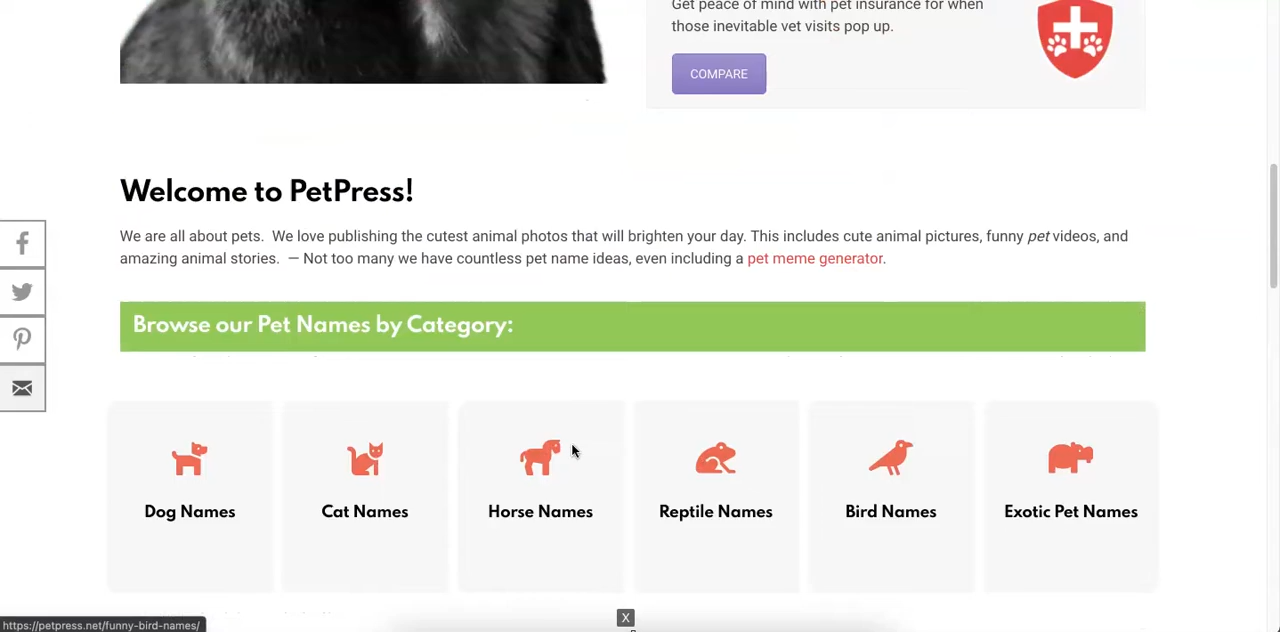 Get peace of mind with pet insurance for when
those inevitable vet visits pop up.
COMPARE
Welcome to PetPress!
We are all about pets.  We love publishing the cutest animal photos that will brighten your day. This includes cute animal pictures, funny pet videos, and
amazing animal stories.  — Not too many we have countless pet name ideas, even including a pet meme generator.
Browse our Pet Names by Category:
Dog Names
Cat Names
Horse Names
Reptile Names
Bird Names
Exotic Pet Names
X
https://petpress.net/funny-bird-names/